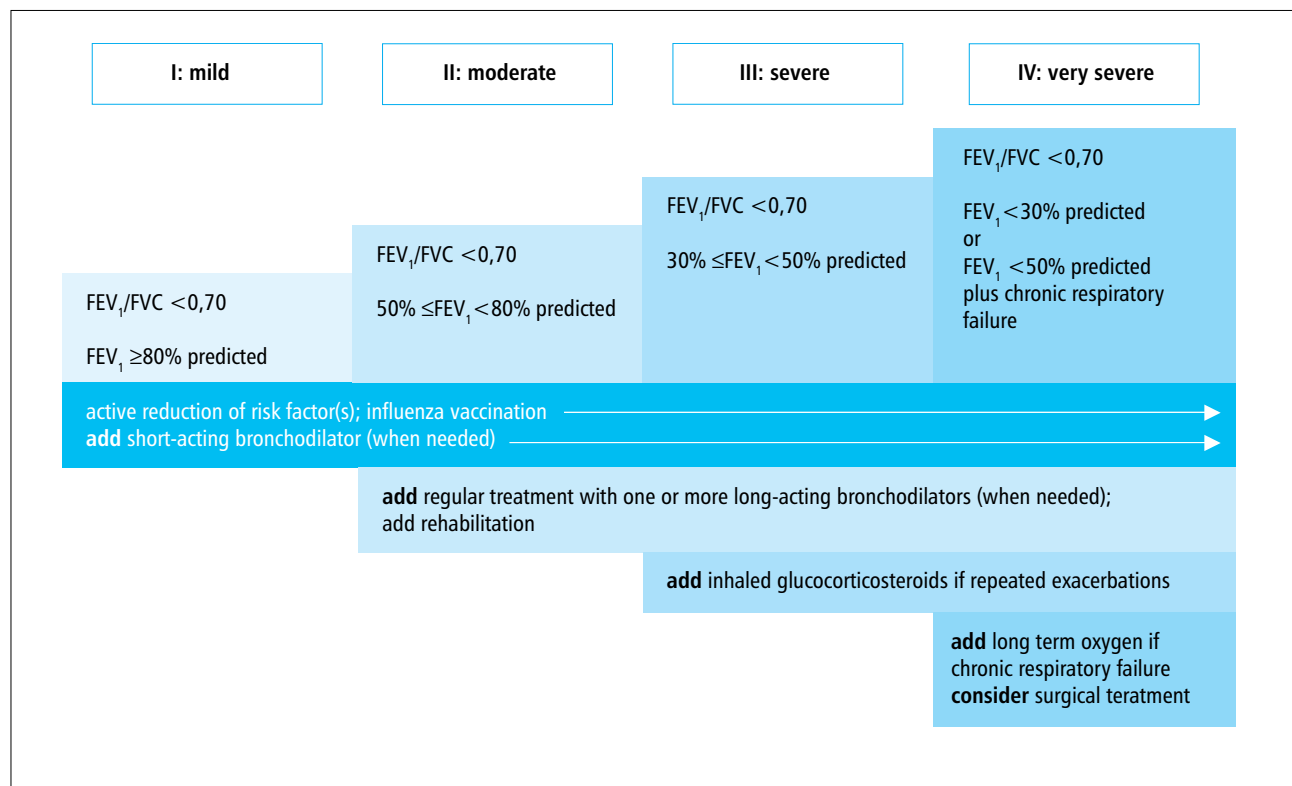 I: mild
II: moderate
III: severe
IV: very severe
FEV₁/FVC <0,70
FEV₁ ≥80% predicted
FEV₁/FVC <0,70
50% ≤FEV₁<80% predicted
FEV₁/FVC <0,70
30% ≤FEV₁<50% predicted
FEV₁/FVC <0,70
FEV₁<30% predicted
or
FEV₁ <50% predicted
plus chronic respiratory
failure
active reduction of risk factor(s); influenza vaccination
add short-acting bronchodilator (when needed)
add regular treatment with one or more long-acting bronchodilators (when needed);
add rehabilitation
add inhaled glucocorticosteroids if repeated exacerbations
add long term oxygen if
chronic respiratory failure
consider surgical teratment